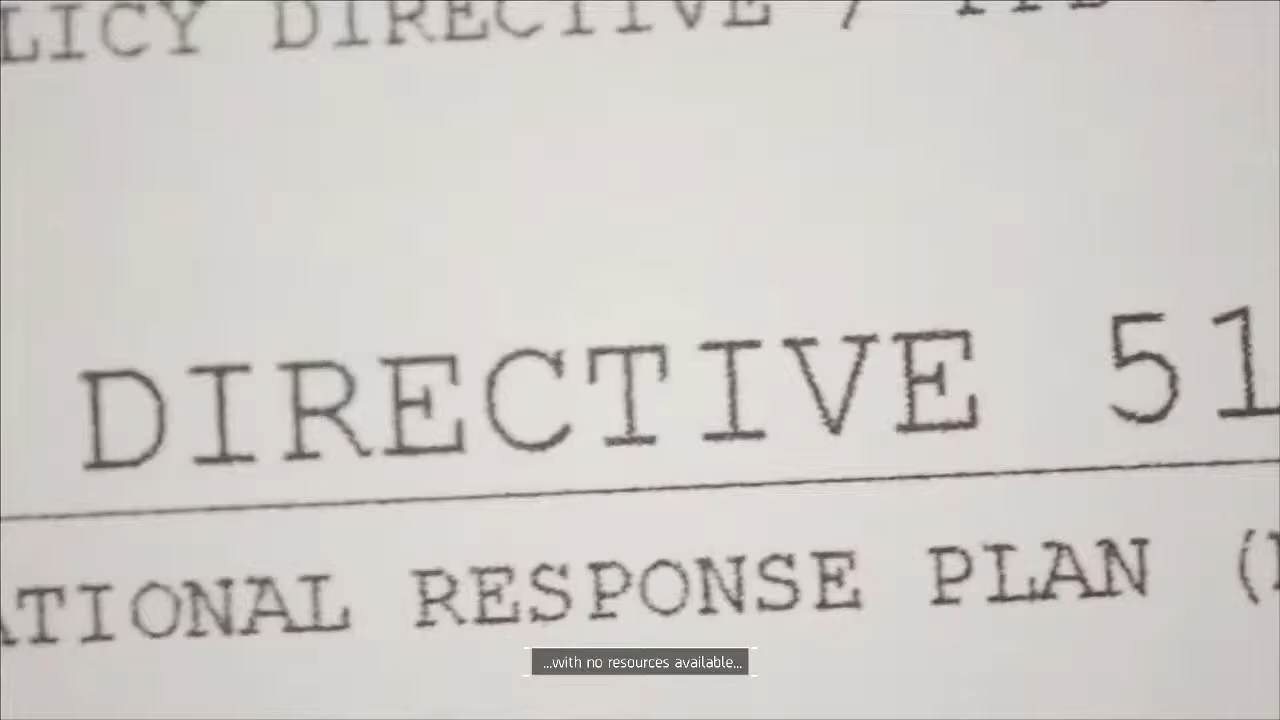 LICY DIRECTIVE /
DIRECTIVE 51
ATIONAL RESPONSE PLAN (
...with no resources available...